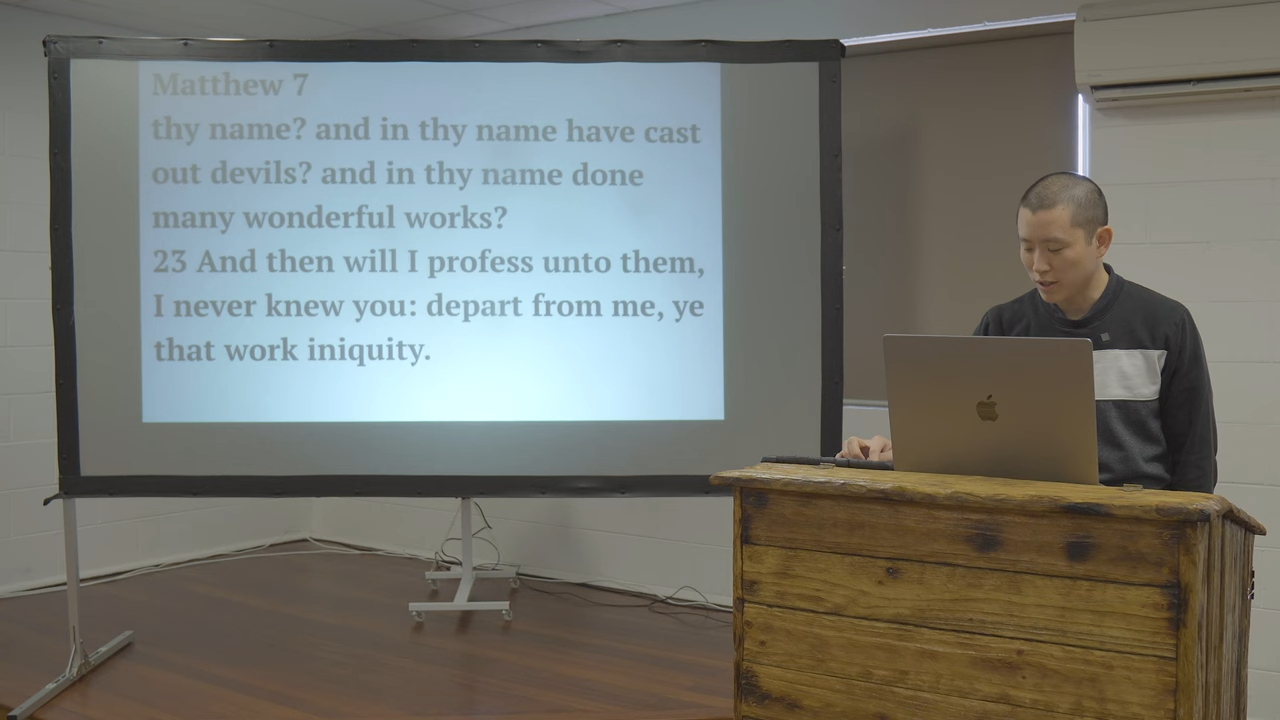 Matthew 7
thy name? and in thy name have cast
out devils? and in thy name done
many wonderful works?
23 And then will I profess unto them,
I never knew you: depart from me, ye
that work iniquity.